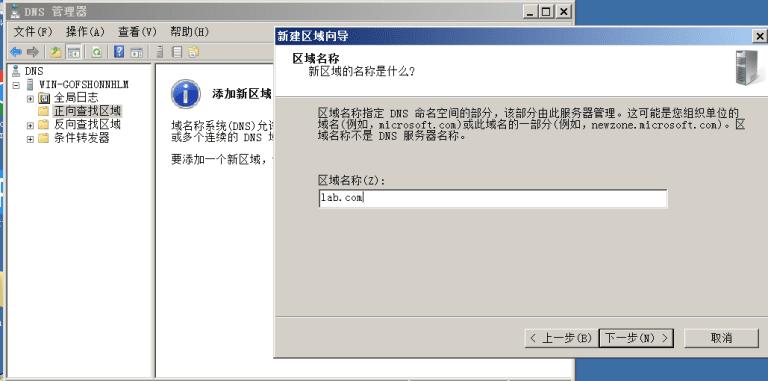 DNS 管理器
文件(F) 操作(A) 查看(V) 帮助(H)
DNS
WIN-GOFSHONNHLM
全局日志
正向查找区域
反向查找区域
条件转发器
添加新区域
域名称系统(DNS)允
或多个连续的 DNS
要添加一个新区域，
新建区域向导
区域名称
新区域的名称是什么?
区域名称指定 DNS 命名空间的部分，该部分由此服务器管理。这可能是您组织单位的
域名(例如，microsoft.com)或此域名的一部分(例如，newzone.microsoft.com)。区
域名称不是 DNS 服务器名称。
区域名称(Z):
lab.com
< 上一步(B) 下一步(N) > 取消